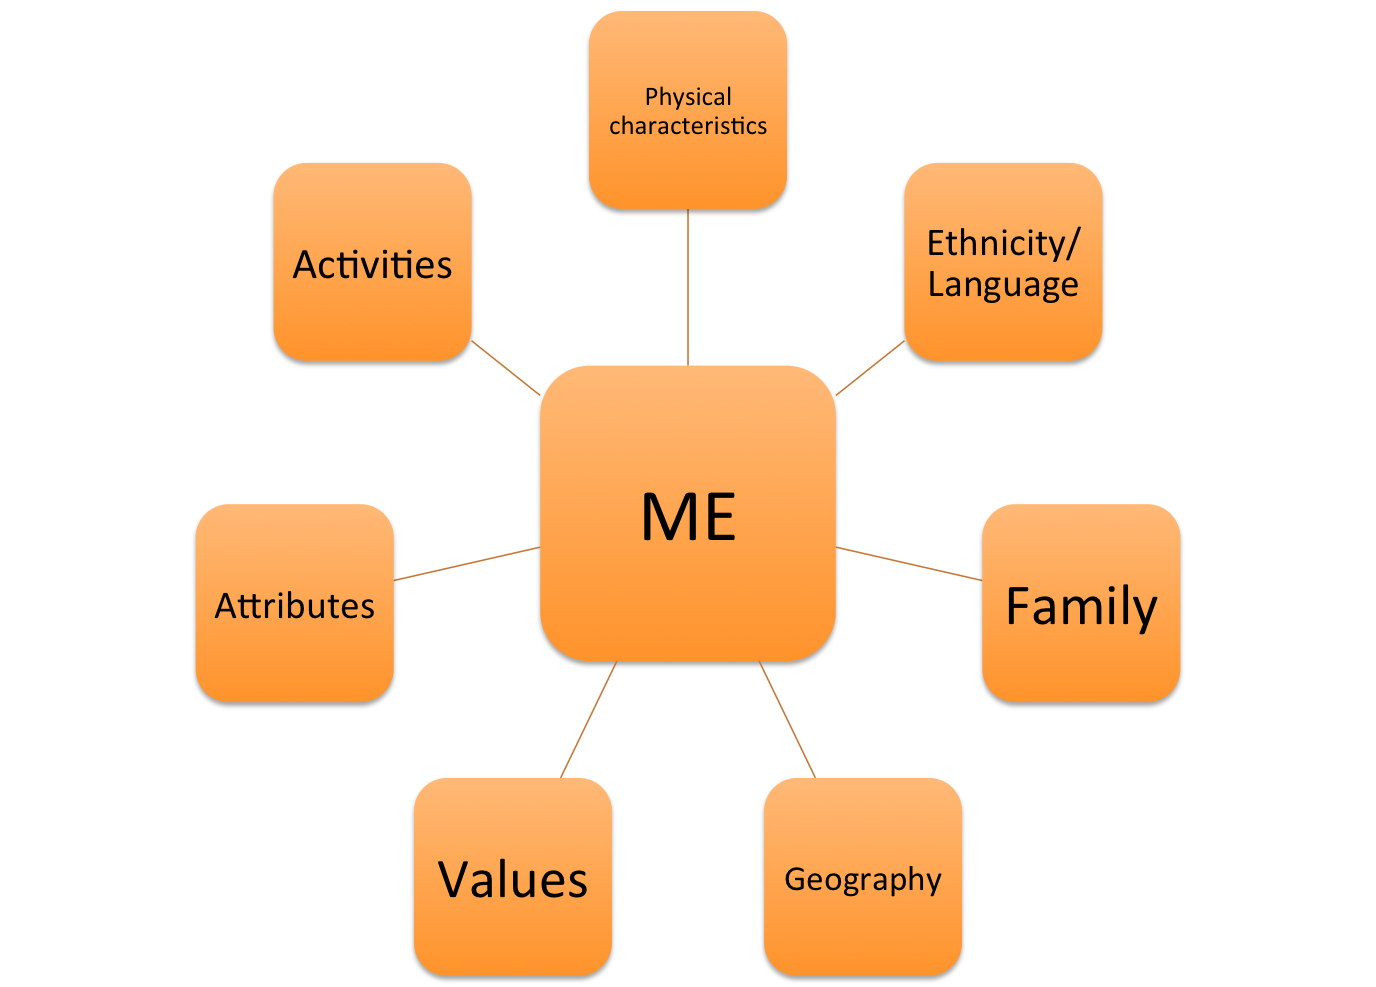 Physical
characteristics
Activities
Ethnicity/
Language
ME
Attributes
Family
Values
Geography